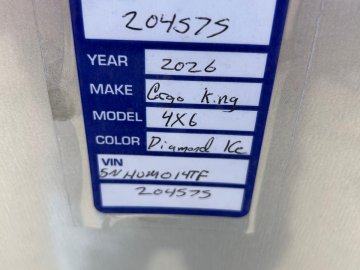 204575
YEAR 2026
MAKE Cargo King
MODEL 4X6
COLOR Diamond Ice
VIN
5NHUM014TF
204575